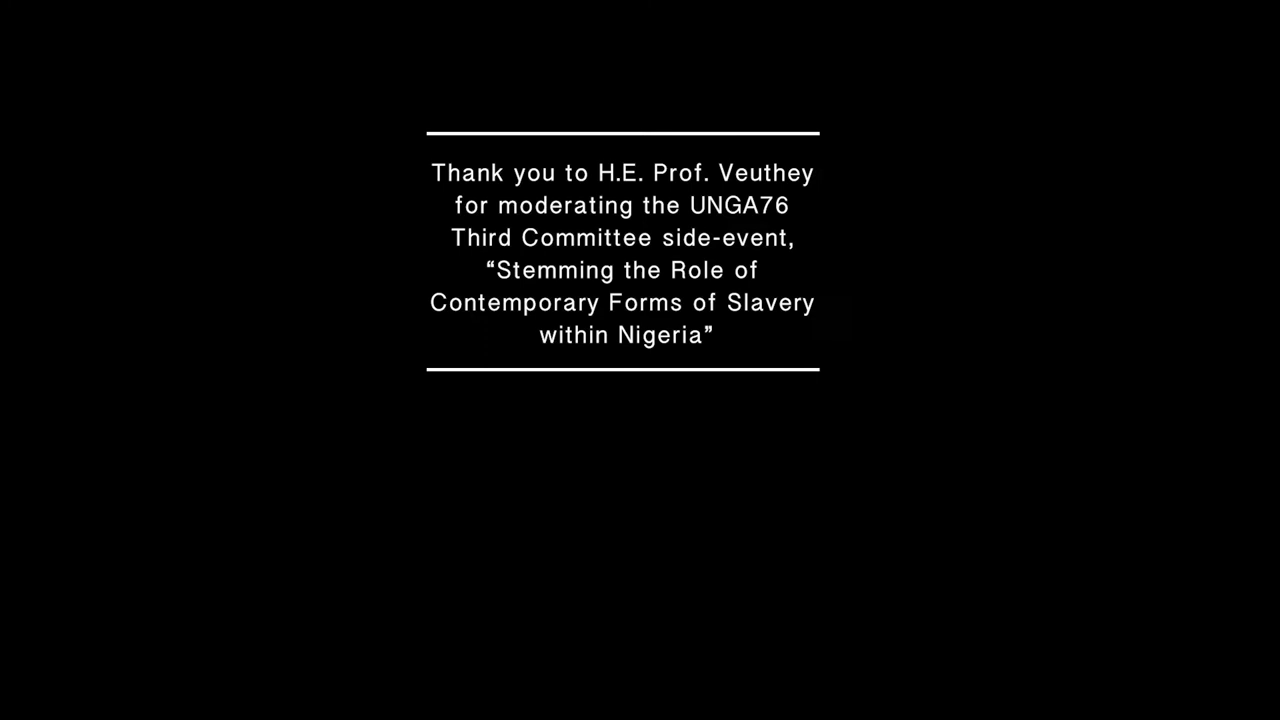 Thank you to H.E. Prof. Veuthey
for moderating the UNGA76
Third Committee side-event,
“Stemming the Role of
Contemporary Forms of Slavery
within Nigeria”